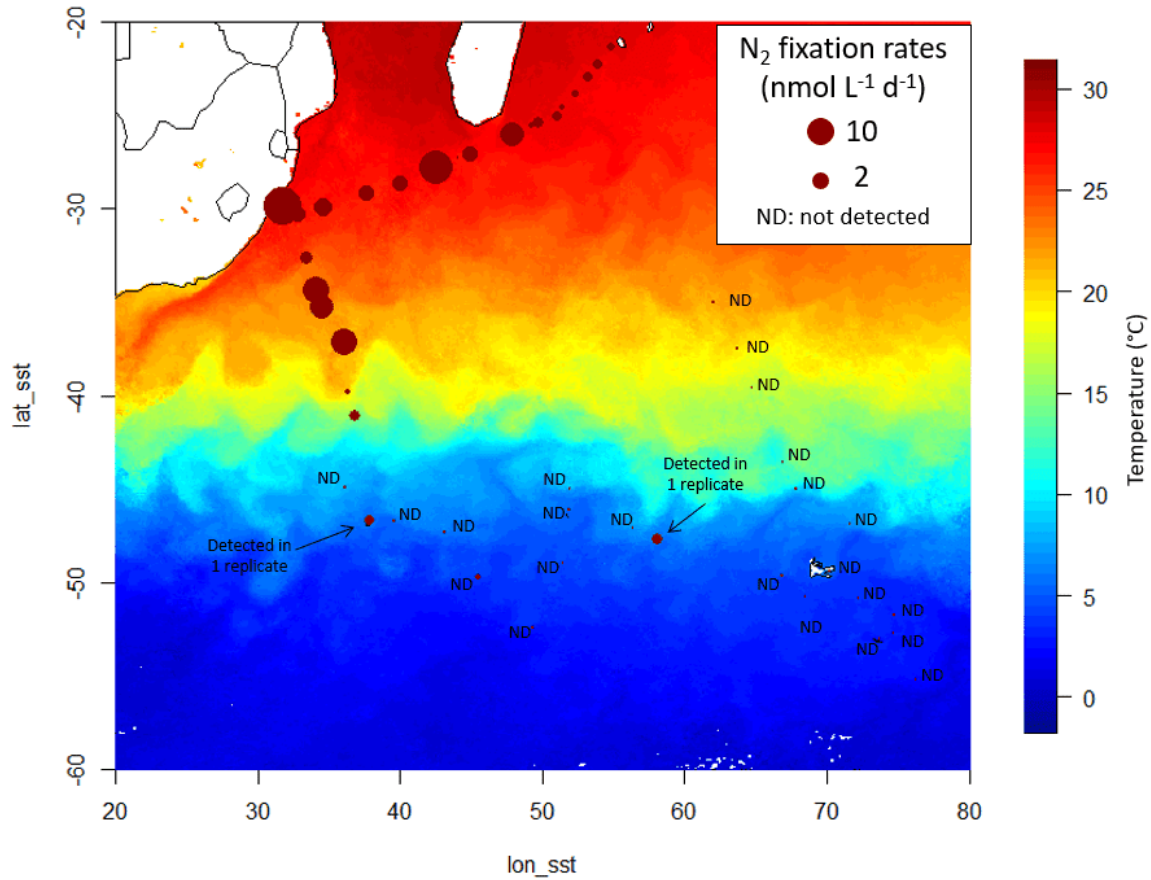 N₂ fixation rates
(nmol L⁻¹ d⁻¹)
10
2
ND: not detected
-20
-30
-40
-50
-60
lat_sst
20
30
40
50
60
70
80
lon_sst
30
25
20
15
10
5
0
Temperature (°C)
ND
ND
ND
ND
Detected in
1 replicate
ND
ND
ND
ND
ND
ND
ND
ND
Detected in
1 replicate
ND
ND
ND
ND
ND
ND
ND
ND
ND
ND
ND